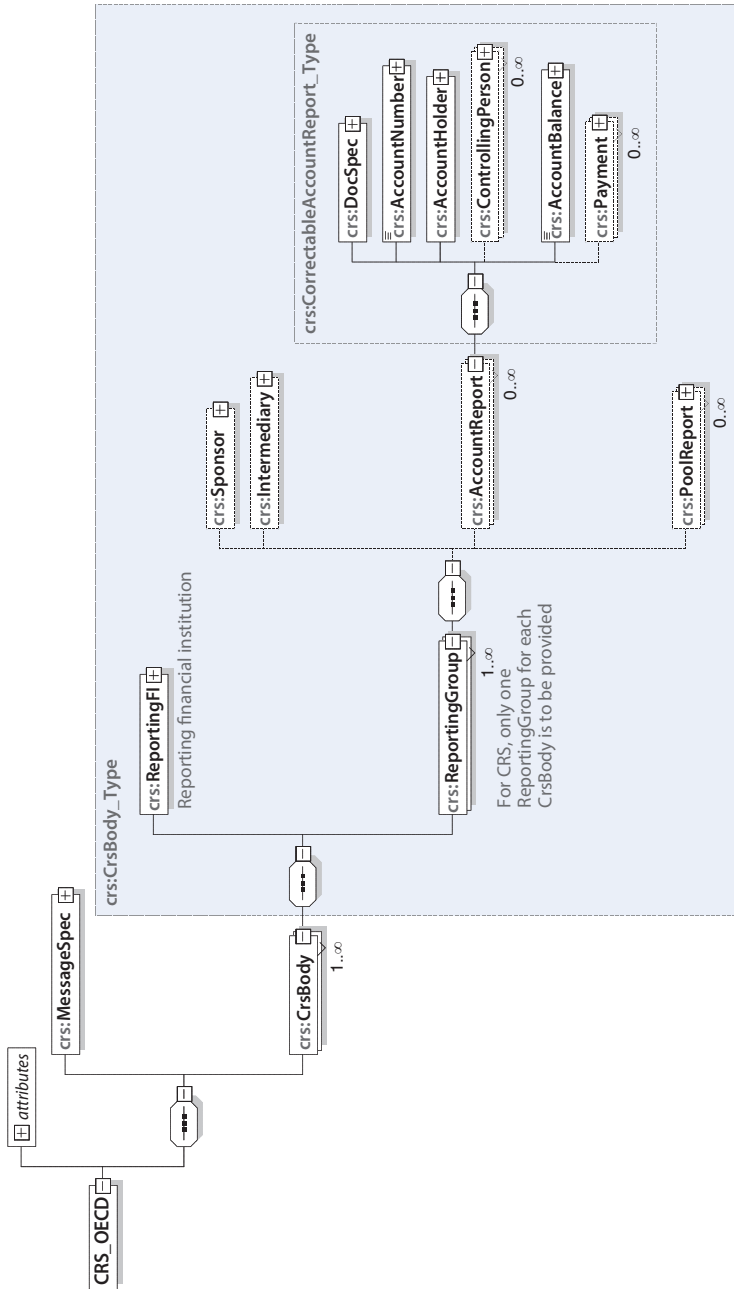 CRS_OECD
attributes
crs:MessageSpec
crs:CrsBody
1..∞
crs:CrsBody_Type
crs:ReportingFI
Reporting financial institution
crs:ReportingGroup
1..∞
For CRS, only one
ReportingGroup for each
CrsBody is to be provided
crs:Sponsor
crs:Intermediary
crs:AccountReport
0..∞
crs:PoolReport
0..∞
crs:CorrectableAccountReport_Type
crs:DocSpec
crs:AccountNumber
crs:AccountHolder
crs:ControllingPerson
0..∞
crs:AccountBalance
crs:Payment
0..∞